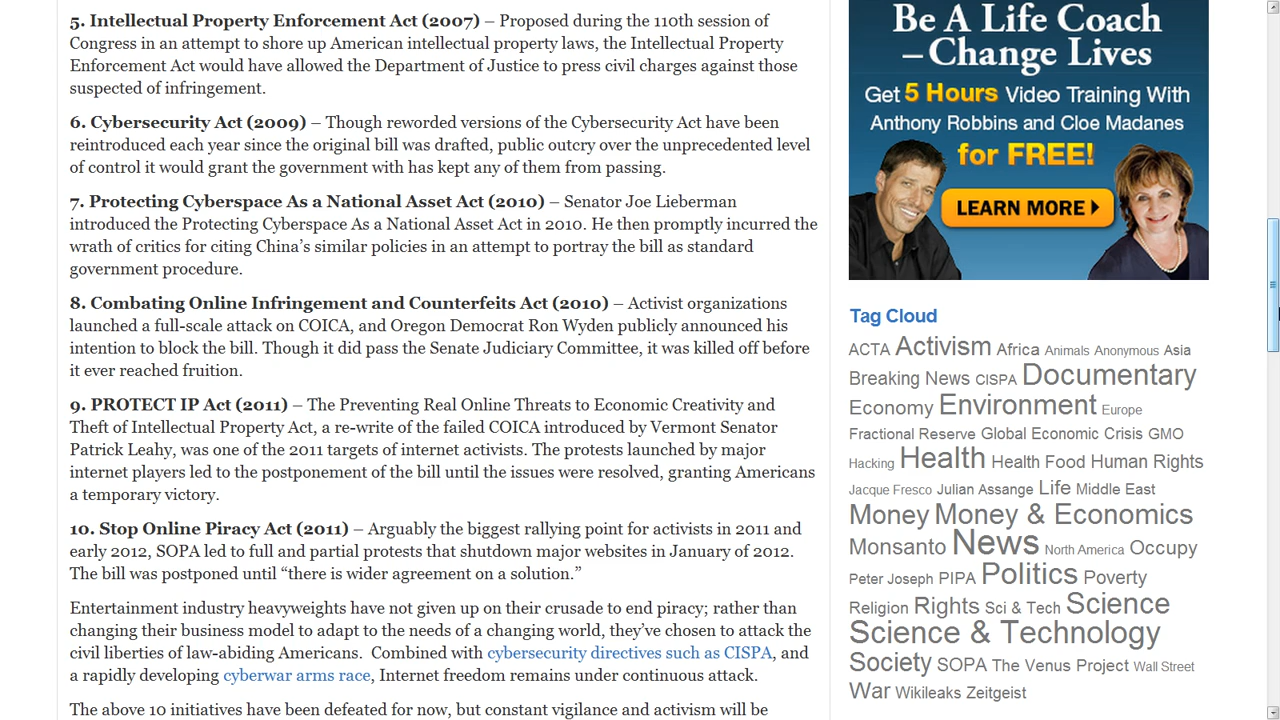 5. Intellectual Property Enforcement Act (2007) – Proposed during the 110th session of
Congress in an attempt to shore up American intellectual property laws, the Intellectual Property
Enforcement Act would have allowed the Department of Justice to press civil charges against those
suspected of infringement.
6. Cybersecurity Act (2009) – Though reworded versions of the Cybersecurity Act have been
reintroduced each year since the original bill was drafted, public outcry over the unprecedented level
of control it would grant the government with has kept any of them from passing.
7. Protecting Cyberspace As a National Asset Act (2010) – Senator Joe Lieberman
introduced the Protecting Cyberspace As a National Asset Act in 2010. He then promptly incurred the
wrath of critics for citing China’s similar policies in an attempt to portray the bill as standard
government procedure.
8. Combating Online Infringement and Counterfeits Act (2010) – Activist organizations
launched a full-scale attack on COICA, and Oregon Democrat Ron Wyden publicly announced his
intention to block the bill. Though it did pass the Senate Judiciary Committee, it was killed off before
it ever reached fruition.
9. PROTECT IP Act (2011) – The Preventing Real Online Threats to Economic Creativity and
Theft of Intellectual Property Act, a re-write of the failed COICA introduced by Vermont Senator
Patrick Leahy, was one of the 2011 targets of internet activists. The protests launched by major
internet players led to the postponement of the bill until the issues were resolved, granting Americans
a temporary victory.
10. Stop Online Piracy Act (2011) – Arguably the biggest rallying point for activists in 2011 and
early 2012, SOPA led to full and partial protests that shutdown major websites in January of 2012.
The bill was postponed until “there is wider agreement on a solution.”
Entertainment industry heavyweights have not given up on their crusade to end piracy; rather than
changing their business model to adapt to the needs of a changing world, they’ve chosen to attack the
civil liberties of law-abiding Americans.  Combined with cybersecurity directives such as CISPA, and
a rapidly developing cyberwar arms race, Internet freedom remains under continuous attack.
The above 10 initiatives have been defeated for now, but constant vigilance and activism will be
Be A Life Coach
– Change Lives
Get 5 Hours Video Training With
Anthony Robbins and Cloe Madanes
for FREE!
LEARN MORE
Tag Cloud
ACTA Activism Africa Animals Anonymous Asia
Breaking News CISPA Documentary
Economy Environment Europe
Fractional Reserve Global Economic Crisis GMO
Hacking Health Health Food Human Rights
Jacque Fresco Julian Assange Life Middle East
Money Money & Economics
Monsanto News North America Occupy
Peter Joseph PIPA Politics Poverty
Religion Rights Sci & Tech Science
Science & Technology
Society SOPA The Venus Project Wall Street
War Wikileaks Zeitgeist